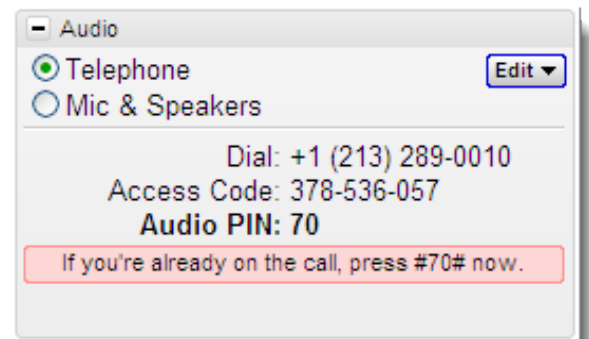 Audio
Telephone
Edit
Mic & Speakers
Dial: +1 (213) 289-0010
Access Code: 378-536-057
Audio PIN: 70
If you're already on the call, press #70# now.